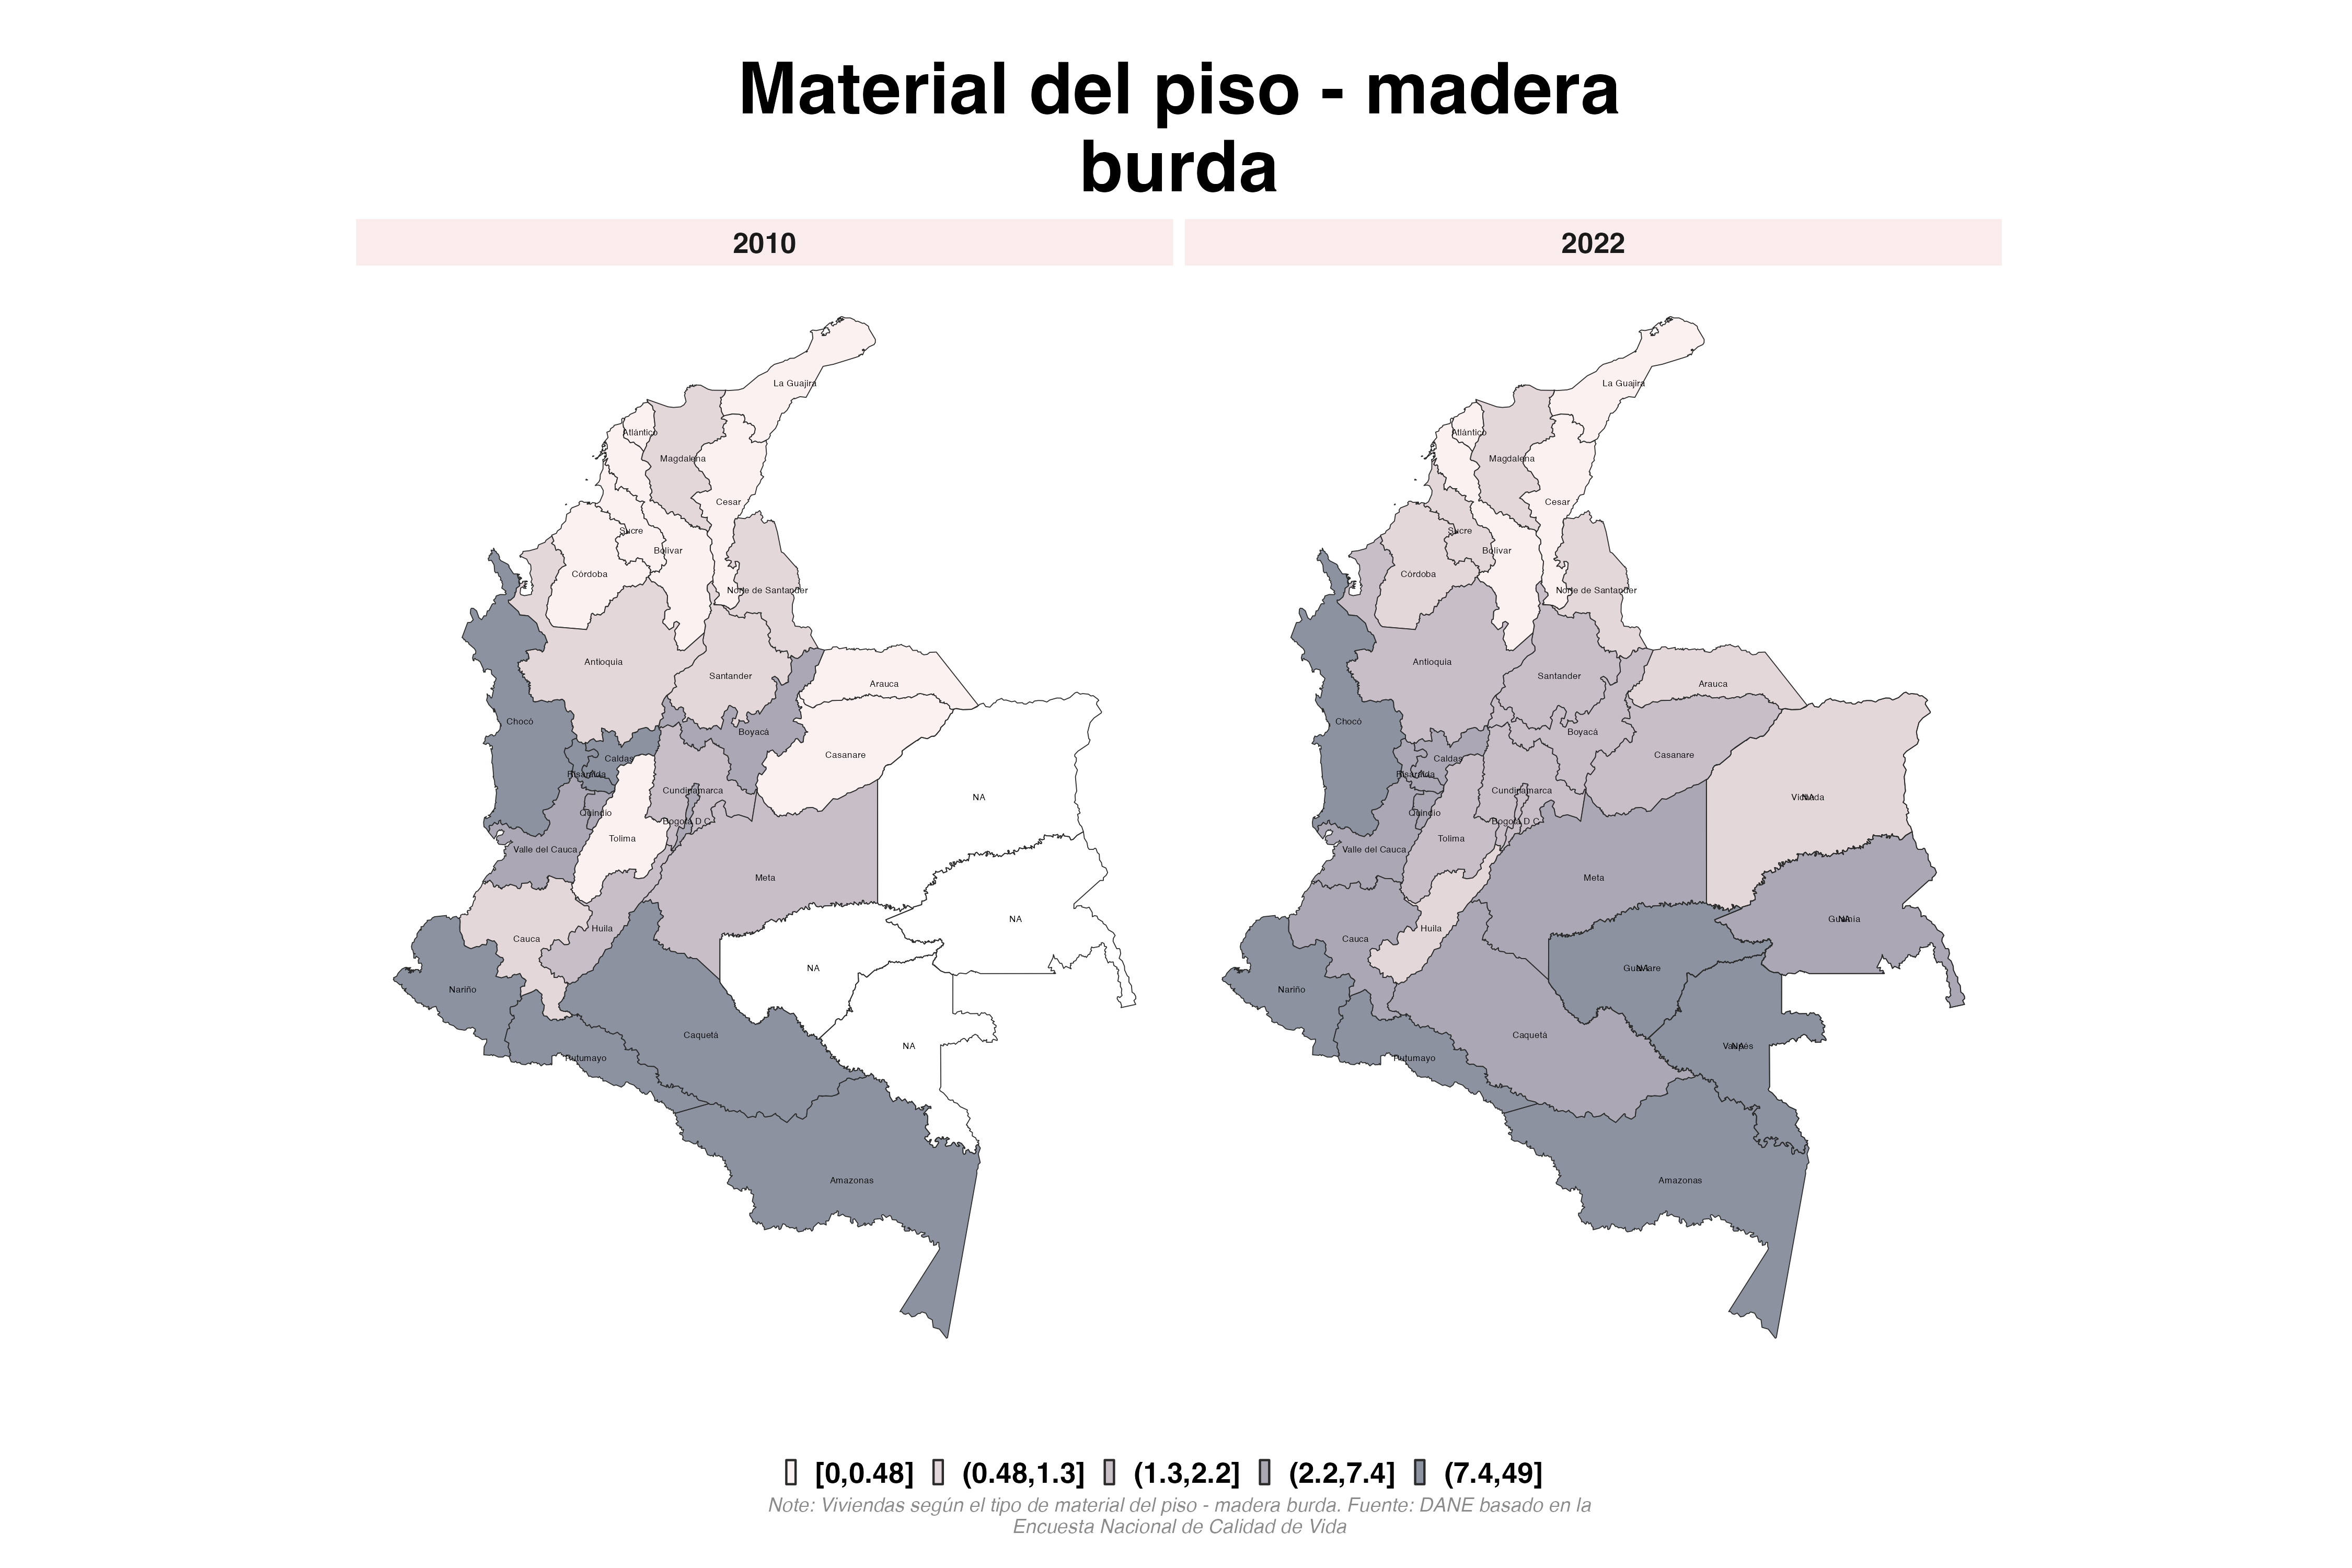 Material del piso - madera
burda
2010
2022
La Guajira
Atlántico
Magdalena
Cesar
Sucre
Bolívar
Córdoba
Norte de Santander
Antioquia
Santander
Arauca
Chocó
Boyacá
Casanare
Caldas
Risaralda
Cundinamarca
NA
Quindío
Bogotá D.C.
Tolima
Valle del Cauca
Meta
NA
Huila
Cauca
NA
Nariño
Caquetá
NA
Putumayo
Amazonas
La Guajira
Atlántico
Magdalena
Cesar
Sucre
Bolívar
Córdoba
Norte de Santander
Antioquia
Santander
Arauca
Chocó
Boyacá
Casanare
Caldas
Risaralda
Cundinamarca
Vichada
NA
Quindío
Bogotá D.C.
Tolima
Valle del Cauca
Meta
Guainía
NA
Huila
Cauca
Guaviare
NA
Nariño
Caquetá
Vaupés
NA
Putumayo
Amazonas
[0,0.48] (0.48,1.3] (1.3,2.2] (2.2,7.4] (7.4,49]
Note: Viviendas según el tipo de material del piso - madera burda. Fuente: DANE basado en la
Encuesta Nacional de Calidad de Vida